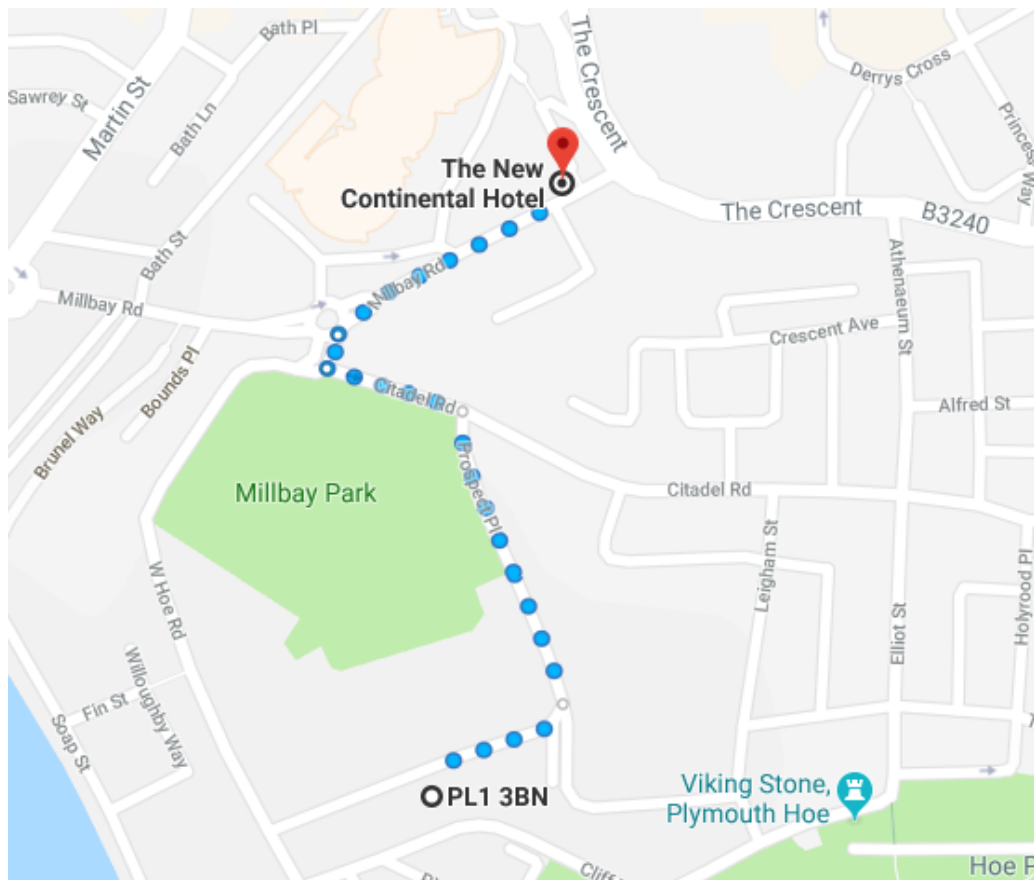 Bath Pl
The Crescent
Derrys Cross
Sawrey St
Martin St
Bath Ln
Princess Way
The New
Continental Hotel
The Crescent
B3240
Bath St
Athenaeum St
Millbay Rd
Millbay Rd
Crescent Ave
Bounds Pl
Citadel Rd
Alfred St
Brunel Way
Prospect Pl
Millbay Park
Citadel Rd
Leigham St
W Hoe Rd
Holyrood Pl
Elliot St
Willoughby Way
Fin St
Soap St
PL1 3BN
Viking Stone,
Plymouth Hoe
Cliff
Hoe P